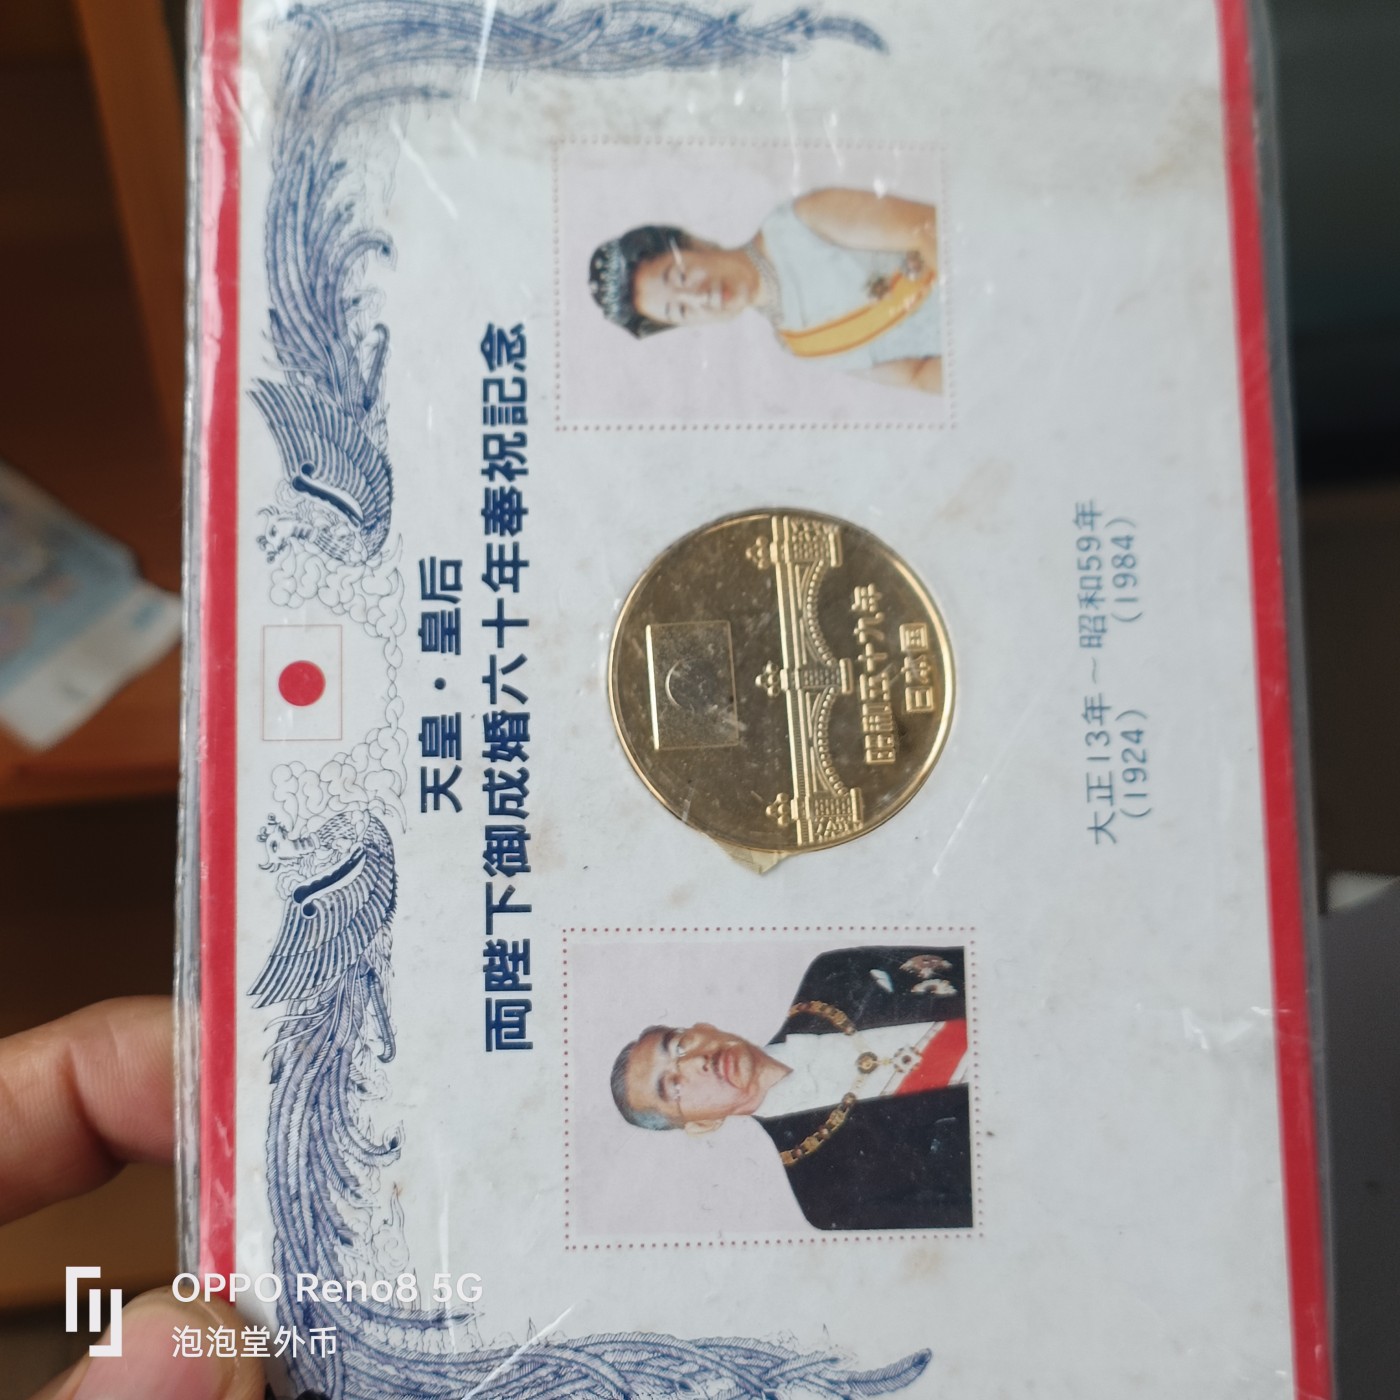 天皇・皇后
両陛下御成婚六十年奉祝記念
昭和五十九年
日本国
大正13年～昭和59年
(1924) (1984)
OPPO Reno8 5G
泡泡堂外币